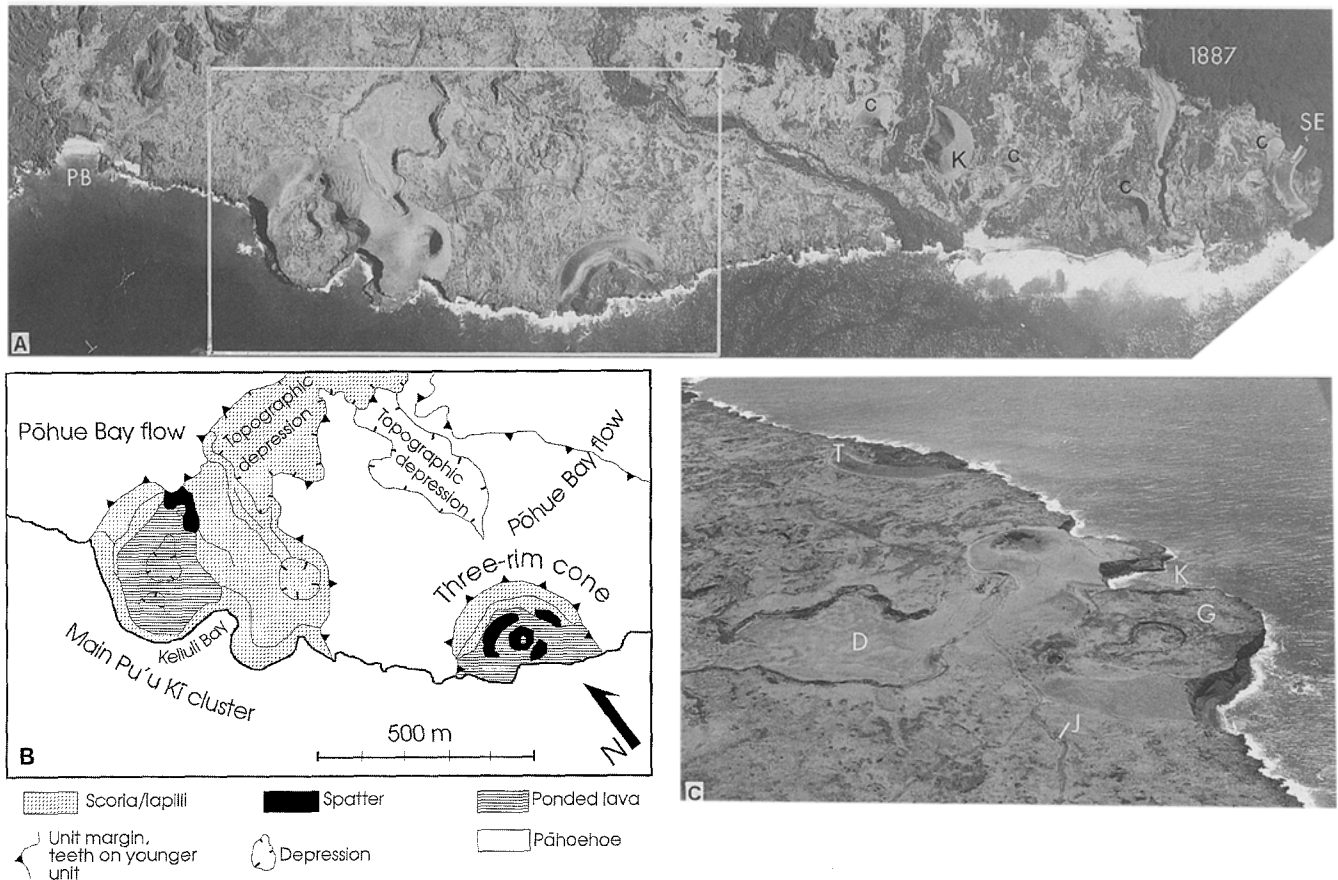 1887
C
SE
K
C
C
C
PB
A
Pōhue Bay flow
Topographic
depression
Topographic
depression
Pōhue Bay flow
Three-rim cone
Keliuli Bay
Main Puʻu Kī cluster
500 m
N
B
T
K
G
D
J
C
Scoria/lapilli
Spatter
Ponded lava
Unit margin,
teeth on younger
unit
Depression
Pāhoehoe